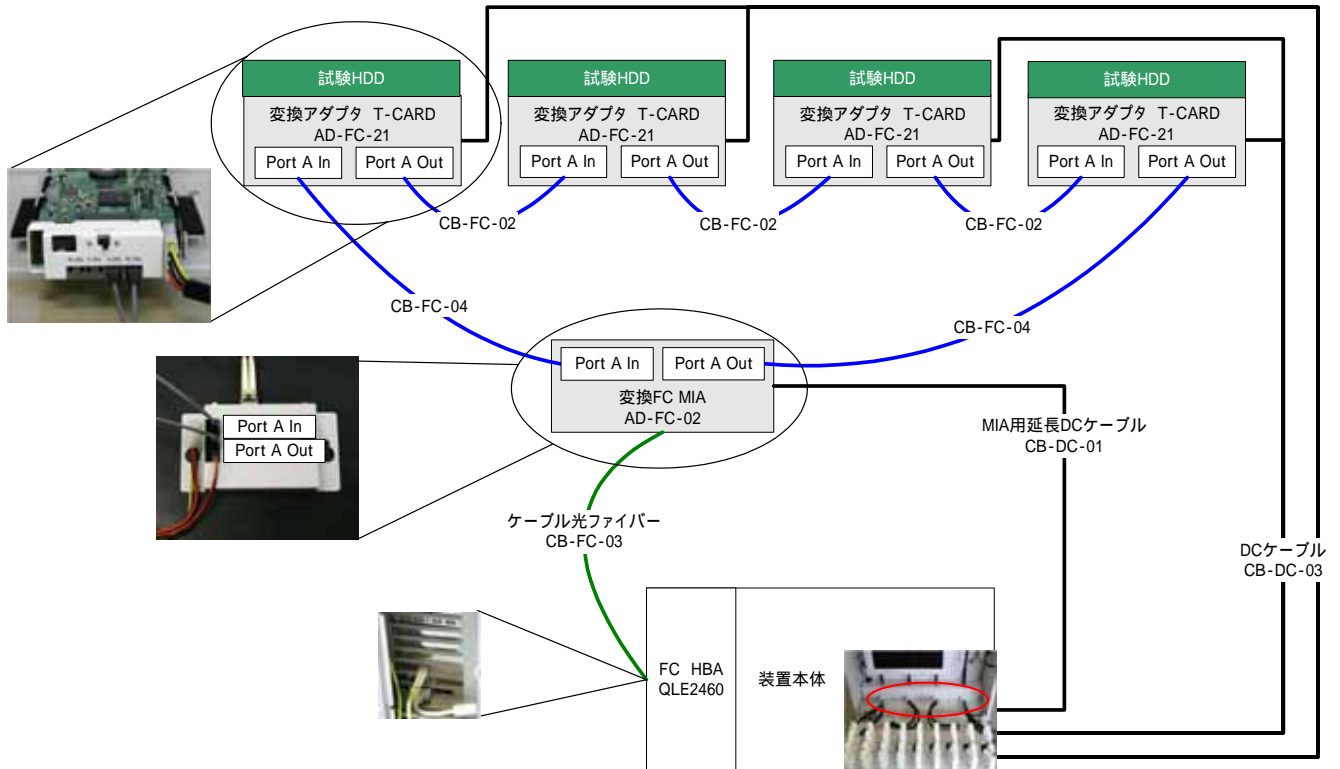 試験HDD
変換アダプタ T-CARD
AD-FC-21
Port A In
Port A Out
試験HDD
変換アダプタ T-CARD
AD-FC-21
Port A In
Port A Out
試験HDD
変換アダプタ T-CARD
AD-FC-21
Port A In
Port A Out
試験HDD
変換アダプタ T-CARD
AD-FC-21
Port A In
Port A Out
CB-FC-02
CB-FC-02
CB-FC-02
CB-FC-04
CB-FC-04
Port A In
Port A Out
変換FC MIA
AD-FC-02
Port A In
Port A Out
MIA用延長DCケーブル
CB-DC-01
ケーブル光ファイバー
CB-FC-03
DCケーブル
CB-DC-03
FC HBA
QLE2460
装置本体